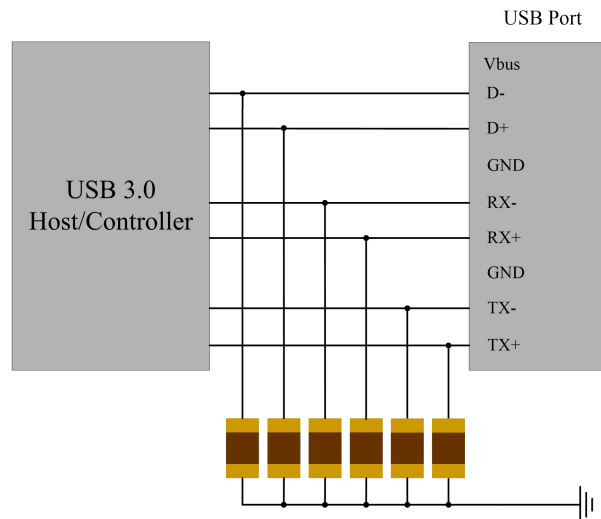 USB Port
USB 3.0
Host/Controller
Vbus
D-
D+
GND
RX-
RX+
GND
TX-
TX+